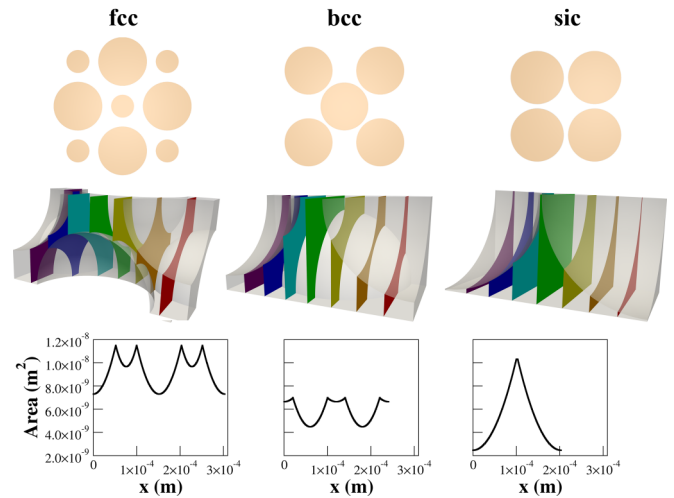 fcc bcc sic
Area (m²)
1.2×10⁻⁸
1.0×10⁻⁸
8.0×10⁻⁹
6.0×10⁻⁹
4.0×10⁻⁹
2.0×10⁻⁹
0 1×10⁻⁴ 2×10⁻⁴ 3×10⁻⁴ 0 1×10⁻⁴ 2×10⁻⁴ 3×10⁻⁴ 0 1×10⁻⁴ 2×10⁻⁴ 3×10⁻⁴
x (m) x (m) x (m)